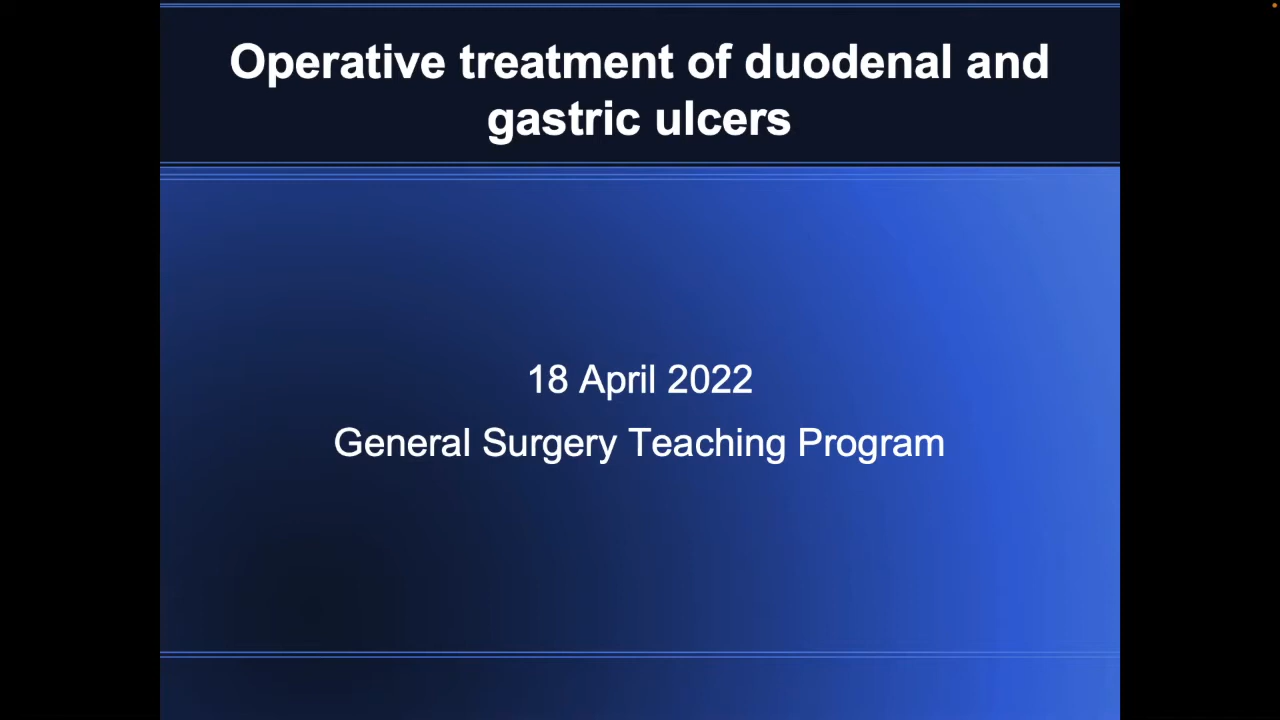 Operative treatment of duodenal and
gastric ulcers
18 April 2022
General Surgery Teaching Program